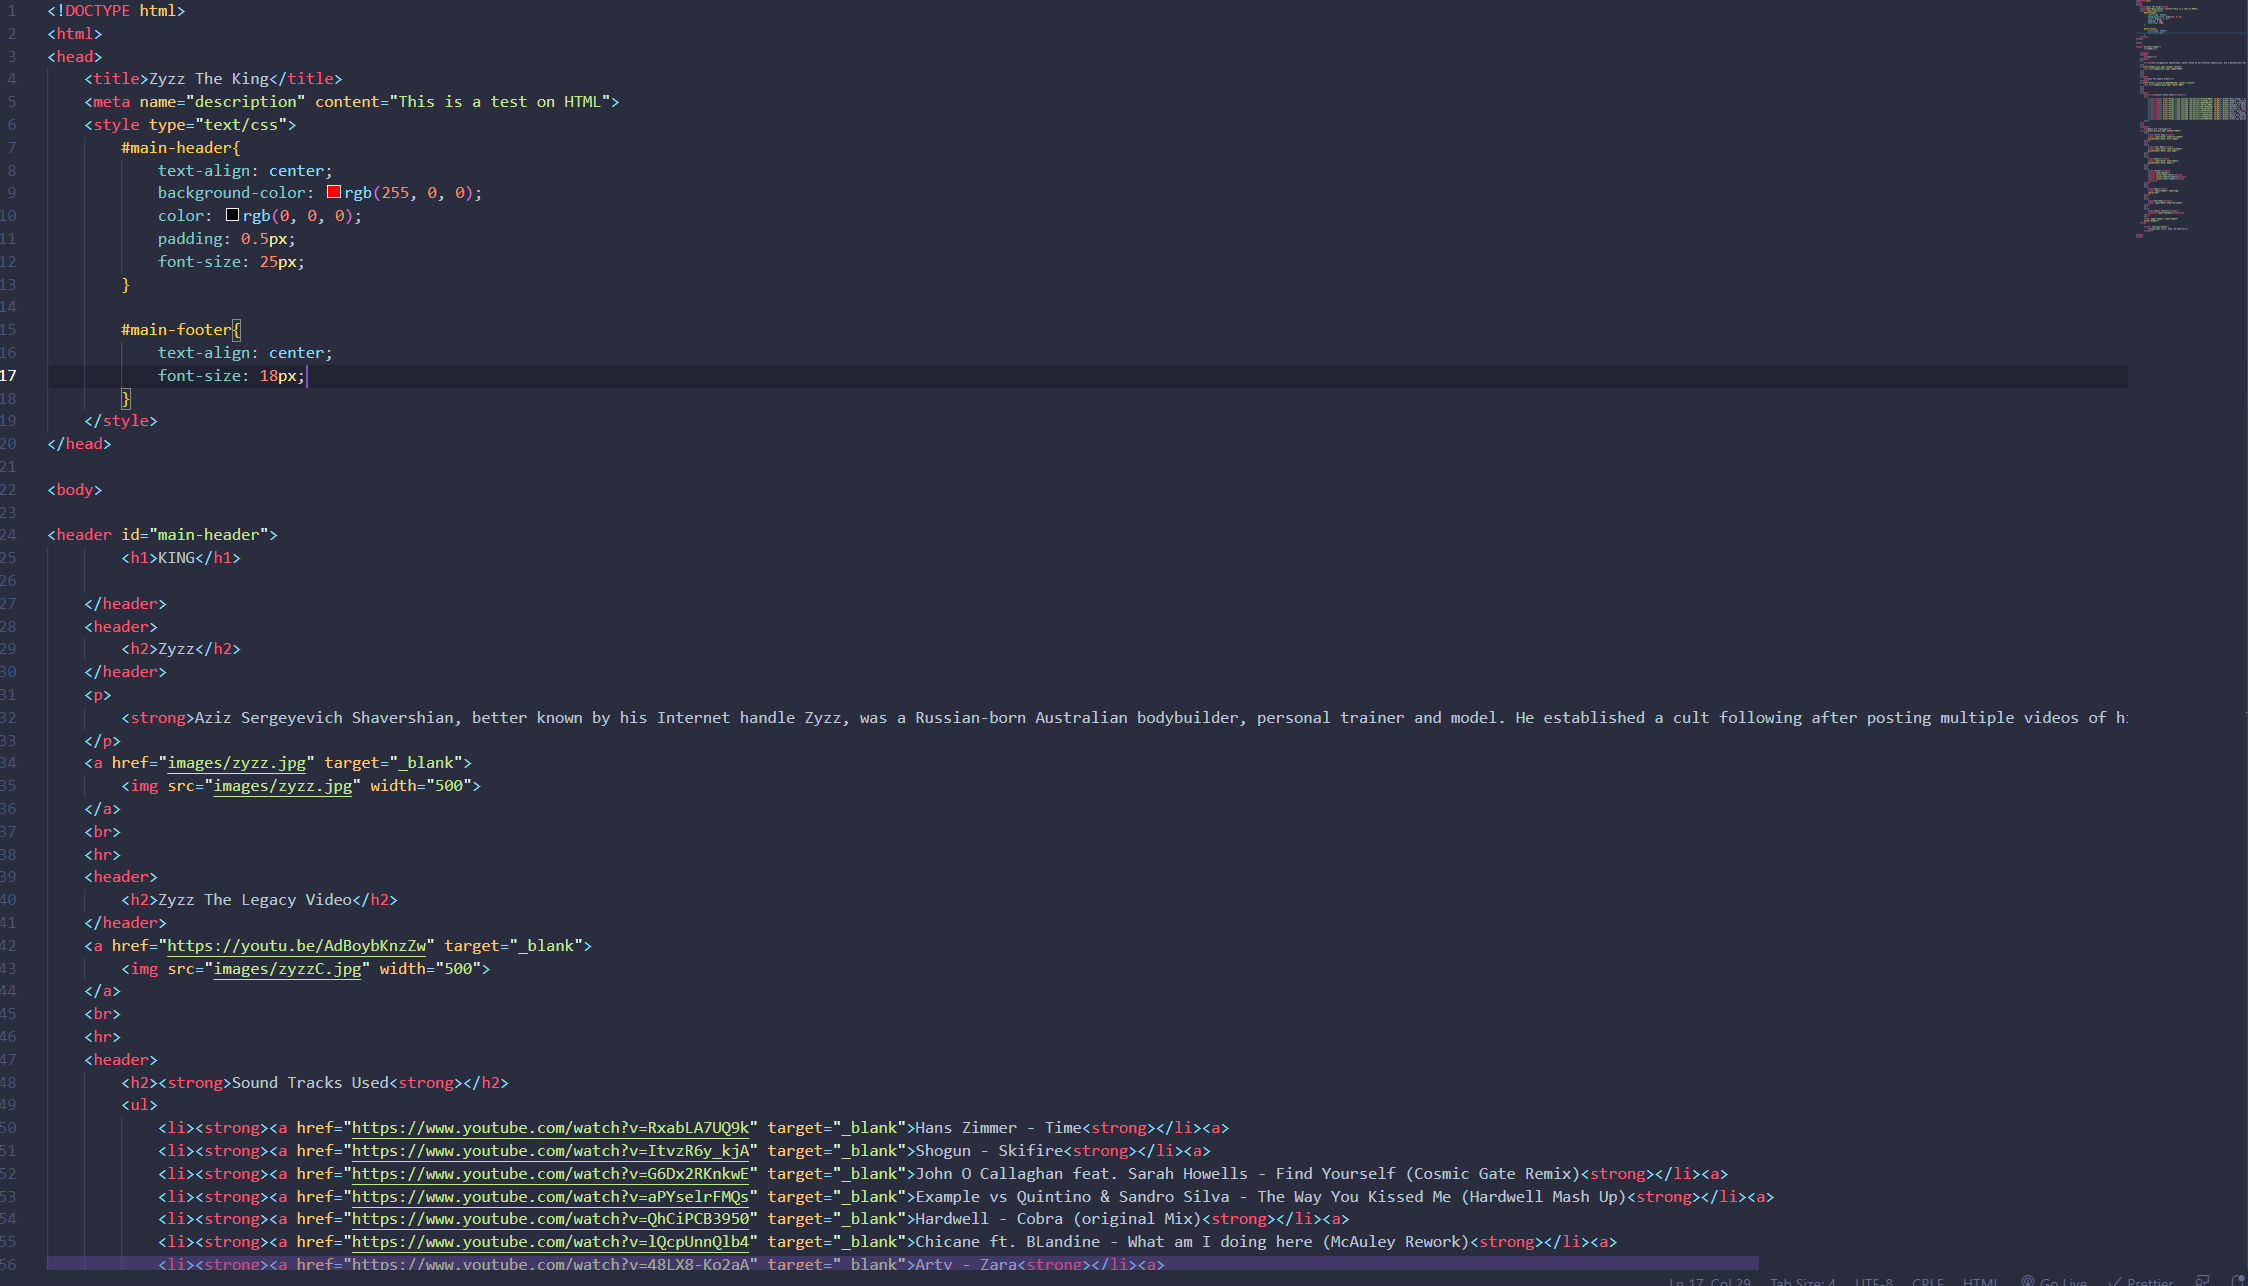 1 <!DOCTYPE html>
2 <html>
3 <head>
4 <title>Zyzz The King</title>
5 <meta name="description" content="This is a test on HTML">
6 <style type="text/css">
7 #main-header{
8 text-align: center;
9 background-color: rgb(255, 0, 0);
10 color: rgb(0, 0, 0);
11 padding: 0.5px;
12 font-size: 25px;
13 }
14
15 #main-footer{
16 text-align: center;
17 font-size: 18px;
18 }
19 </style>
20 </head>
21
22 <body>
23
24 <header id="main-header">
25 <h1>KING</h1>
26
27 </header>
28 <header>
29 <h2>Zyzz</h2>
30 </header>
31 <p>
32 <strong>Aziz Sergeyevich Shavershian, better known by his Internet handle Zyzz, was a Russian-born Australian bodybuilder, personal trainer and model. He established a cult following after posting multiple videos of
33 </p>
34 <a href="images/zyzz.jpg" target="_blank">
35 <img src="images/zyzz.jpg" width="500">
36 </a>
37 <br>
38 <hr>
39 <header>
40 <h2>Zyzz The Legacy Video</h2>
41 </header>
42 <a href="https://youtu.be/AdBoybKnzZw" target="_blank">
43 <img src="images/zyzzC.jpg" width="500">
44 </a>
45 <br>
46 <hr>
47 <header>
48 <h2><strong>Sound Tracks Used<strong></h2>
49 <ul>
50 <li><strong><a href="https://www.youtube.com/watch?v=RxabLA7UQ9k" target="_blank">Hans Zimmer - Time<strong></li><a>
51 <li><strong><a href="https://www.youtube.com/watch?v=ItvzR6y_kjA" target="_blank">Shogun - Skifire<strong></li><a>
52 <li><strong><a href="https://www.youtube.com/watch?v=G6Dx2RKnkwE" target="_blank">John O Callaghan feat. Sarah Howells - Find Yourself (Cosmic Gate Remix)<strong></li><a>
53 <li><strong><a href="https://www.youtube.com/watch?v=aPYselrFMQs" target="_blank">Example vs Quintino & Sandro Silva - The Way You Kissed Me (Hardwell Mash Up)<strong></li><a>
54 <li><strong><a href="https://www.youtube.com/watch?v=QhCiPCB3950" target="_blank">Hardwell - Cobra (original Mix)<strong></li><a>
55 <li><strong><a href="https://www.youtube.com/watch?v=lQcpUnnQlb4" target="_blank">Chicane ft. BLandine - What am I doing here (McAuley Rework)<strong></li><a>
56 <li><strong><a href="https://www.youtube.com/watch?v=48LX8-Ko2aA" target="_blank">Arty - Zara<strong></li><a>
Ln 17, Col 29 Tab Size: 4 UTF-8 CRLF HTML Go Live Prettier